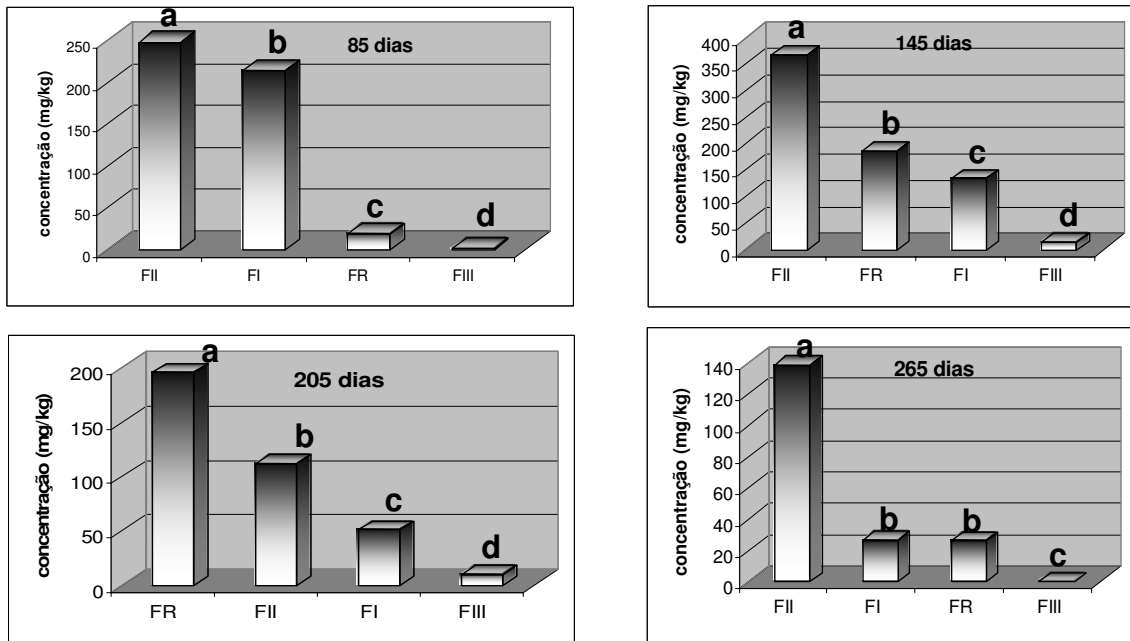 a
b
c
d
85 dias
concentração (mg/kg)
250
200
150
100
50
0
FII FI FR FIII
a
b
c
d
145 dias
concentração (mg/kg)
400
350
300
250
200
150
100
50
0
FII FR FI FIII
a
b
c
d
205 dias
concentração (mg/kg)
200
150
100
50
0
FR FII FI FIII
a
b
b
c
265 dias
concentração (mg/kg)
140
120
100
80
60
40
20
0
FII FI FR FIII